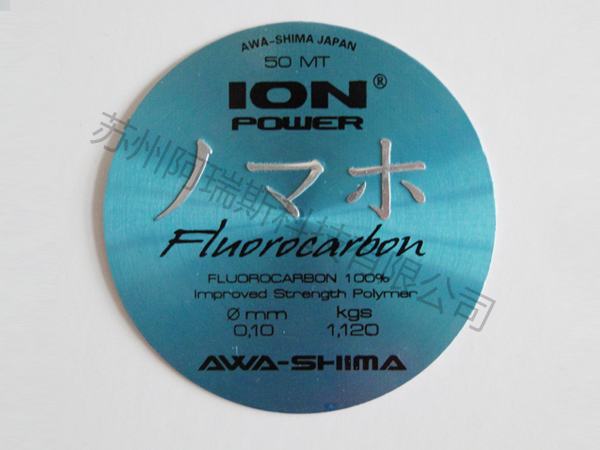 AWA-SHIMA JAPAN
50 MT
ION®
POWER
ノマホ
Fluorocarbon
FLUOROCARBON 100%
Improved Strength Polymer
Ø mm kgs
0,10 1,120
AWA-SHIMA
苏州阿瑞斯科技有限公司